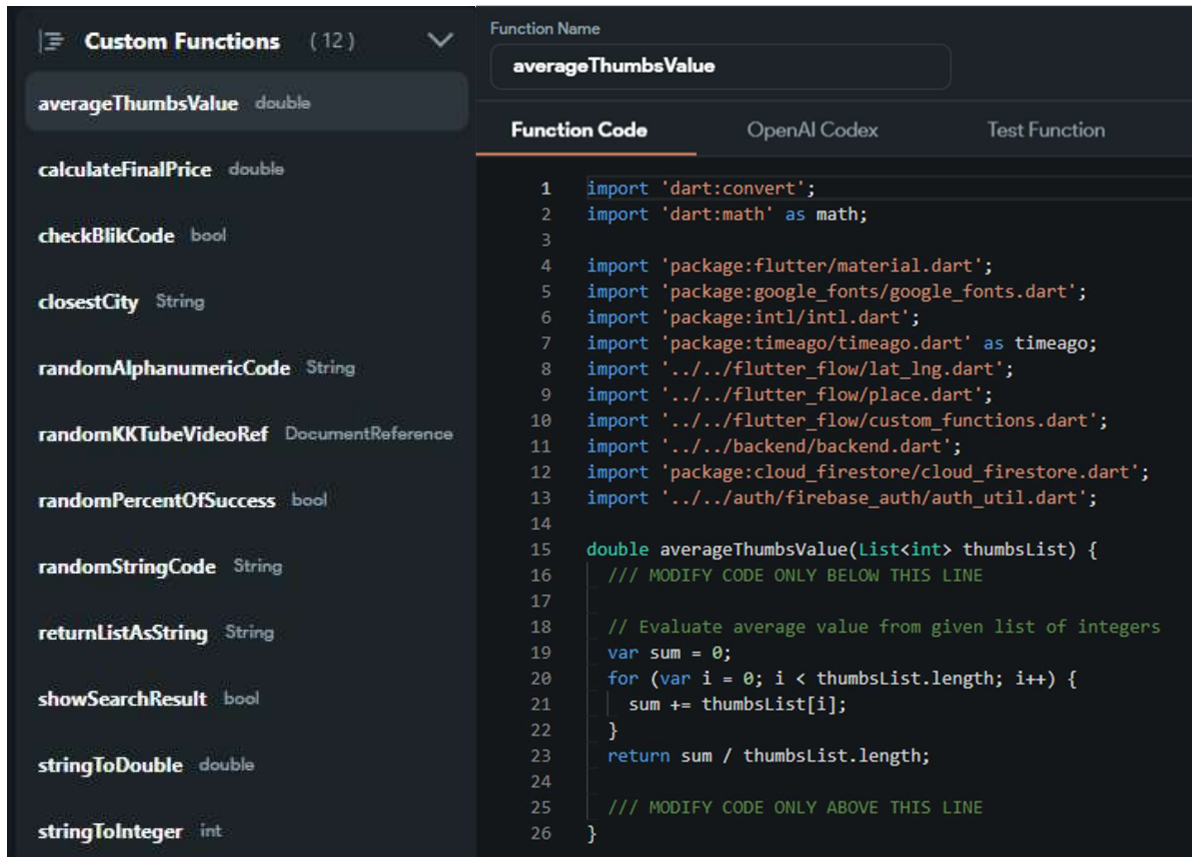 Custom Functions (12)
averageThumbsValue double
calculateFinalPrice double
checkBlikCode bool
closestCity String
randomAlphanumericCode String
randomKKTubeVideoRef DocumentReference
randomPercentOfSuccess bool
randomStringCode String
returnListAsString String
showSearchResult bool
stringToDouble double
stringToInteger int
Function Name
averageThumbsValue
Function Code OpenAI Codex Test Function
1 import 'dart:convert';
2 import 'dart:math' as math;
3
4 import 'package:flutter/material.dart';
5 import 'package:google_fonts/google_fonts.dart';
6 import 'package:intl/intl.dart';
7 import 'package:timeago/timeago.dart' as timeago;
8 import '../../flutter_flow/lat_lng.dart';
9 import '../../flutter_flow/place.dart';
10 import '../../flutter_flow/custom_functions.dart';
11 import '../../backend/backend.dart';
12 import 'package:cloud_firestore/cloud_firestore.dart';
13 import '../../auth/firebase_auth/auth_util.dart';
14
15 double averageThumbsValue(List<int> thumbsList) {
16 /// MODIFY CODE ONLY BELOW THIS LINE
17
18 // Evaluate average value from given list of integers
19 var sum = 0;
20 for (var i = 0; i < thumbsList.length; i++) {
21 sum += thumbsList[i];
22 }
23 return sum / thumbsList.length;
24
25 /// MODIFY CODE ONLY ABOVE THIS LINE
26 }